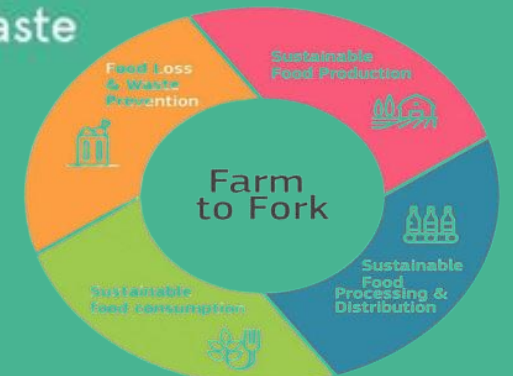 aste
Food Loss
& Waste
Prevention
Sustainable
Food Production
Farm
to Fork
Sustainable
Food
Processing &
Distribution
Sustainable
Food consumption